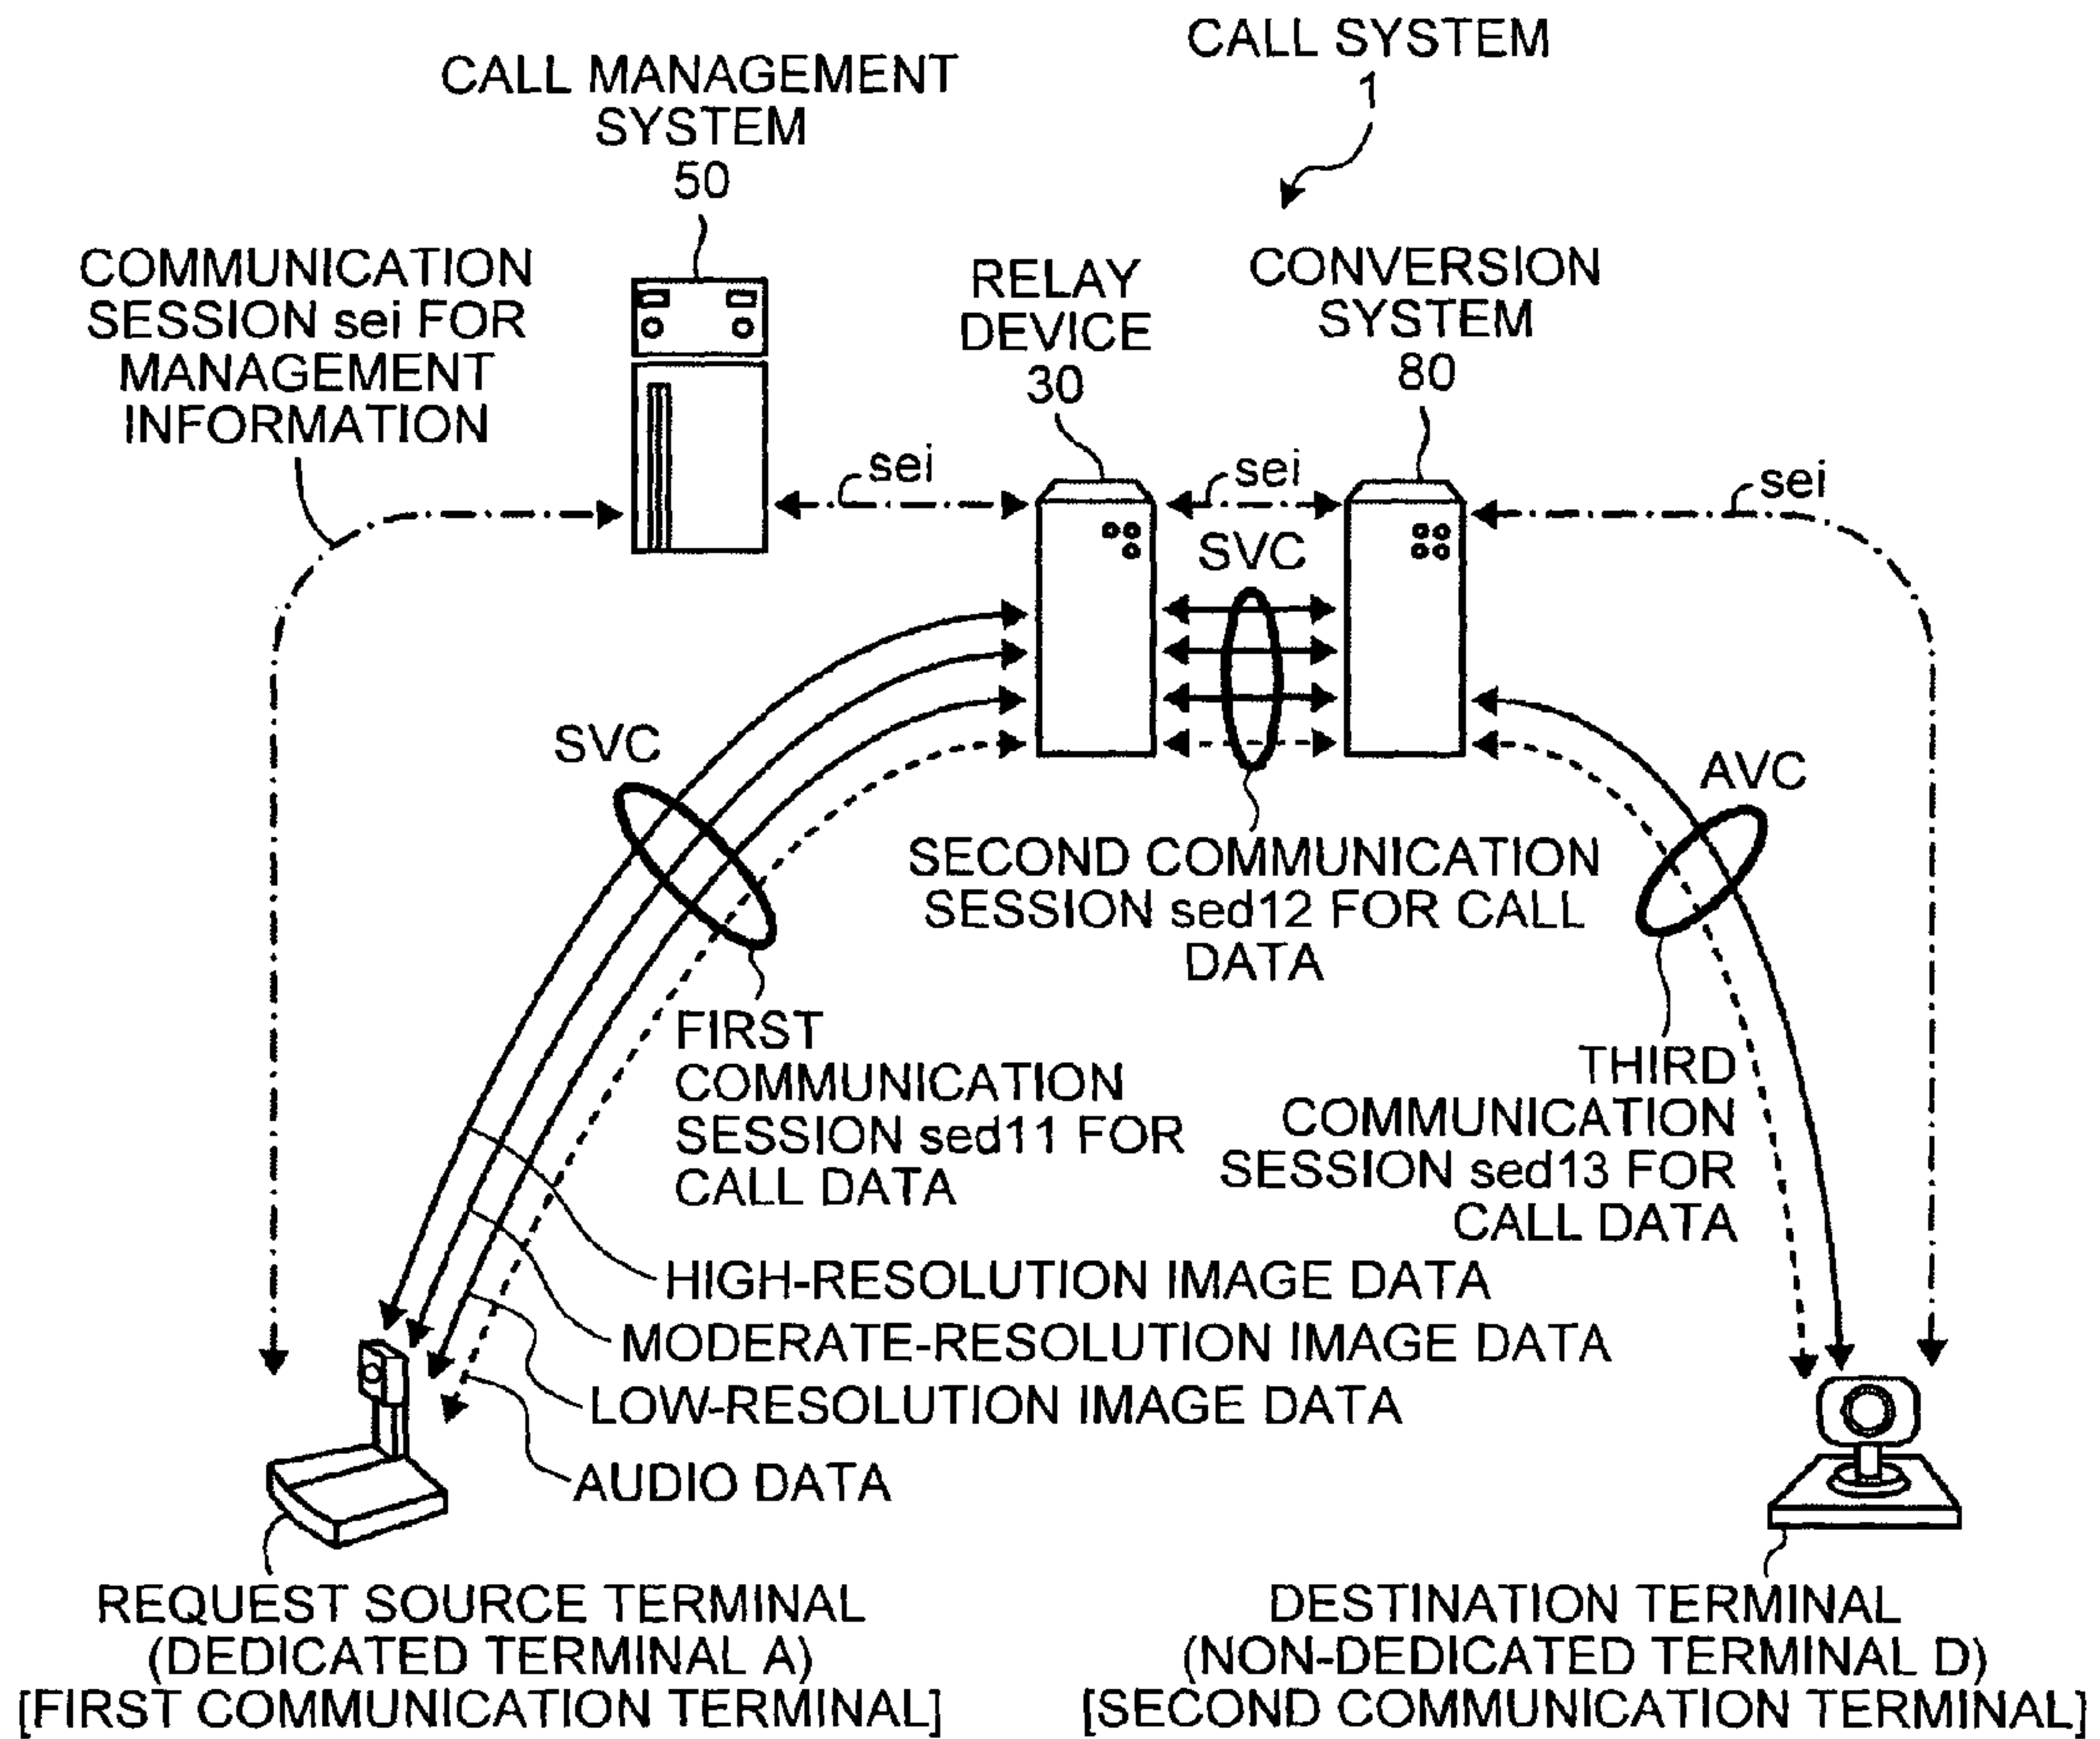 CALL SYSTEM
1
CALL MANAGEMENT
SYSTEM
50
COMMUNICATION
SESSION sei FOR
MANAGEMENT
INFORMATION
RELAY
DEVICE
30
CONVERSION
SYSTEM
80
sei
sei
sei
SVC
SVC
AVC
SECOND COMMUNICATION
SESSION sed12 FOR CALL
DATA
FIRST
COMMUNICATION
SESSION sed11 FOR
CALL DATA
THIRD
COMMUNICATION
SESSION sed13 FOR
CALL DATA
HIGH-RESOLUTION IMAGE DATA
MODERATE-RESOLUTION IMAGE DATA
LOW-RESOLUTION IMAGE DATA
AUDIO DATA
REQUEST SOURCE TERMINAL
(DEDICATED TERMINAL A)
[FIRST COMMUNICATION TERMINAL]
DESTINATION TERMINAL
(NON-DEDICATED TERMINAL D)
[SECOND COMMUNICATION TERMINAL]